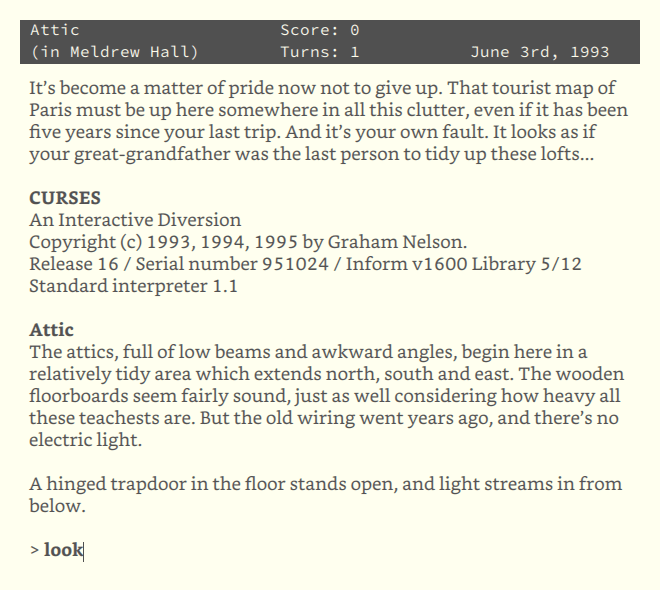 Attic Score: 0
(in Meldrew Hall) Turns: 1 June 3rd, 1993
It’s become a matter of pride now not to give up. That tourist map of
Paris must be up here somewhere in all this clutter, even if it has been
five years since your last trip. And it’s your own fault. It looks as if
your great-grandfather was the last person to tidy up these lofts...
CURSES
An Interactive Diversion
Copyright (c) 1993, 1994, 1995 by Graham Nelson.
Release 16 / Serial number 951024 / Inform v1600 Library 5/12
Standard interpreter 1.1
Attic
The attics, full of low beams and awkward angles, begin here in a
relatively tidy area which extends north, south and east. The wooden
floorboards seem fairly sound, just as well considering how heavy all
these teachests are. But the old wiring went years ago, and there’s no
electric light.
A hinged trapdoor in the floor stands open, and light streams in from
below.
> look